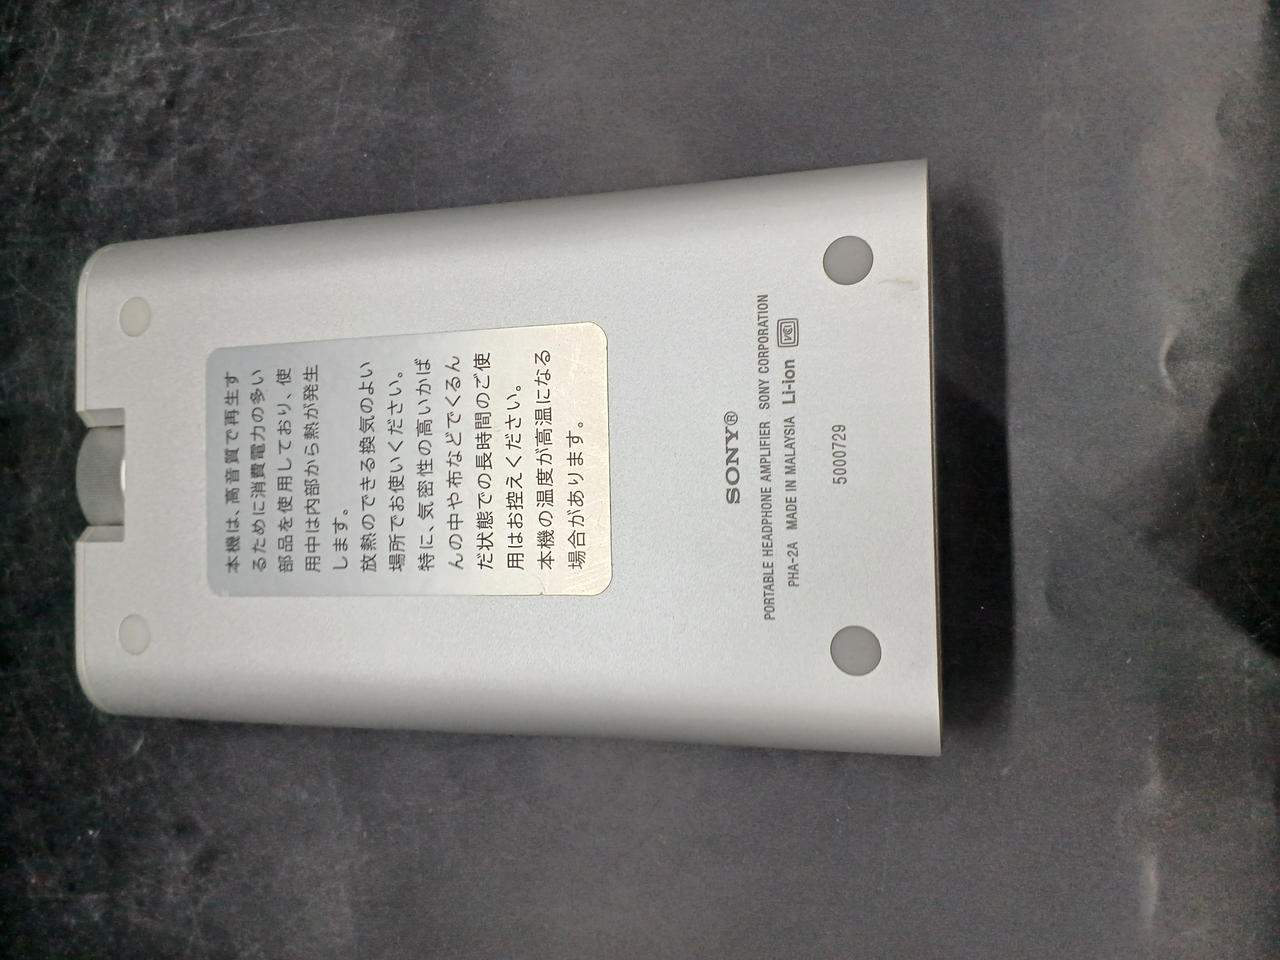 本機は、高音質で再生す
るために消費電力の多い
部品を使用しており、使
用中は内部から熱が発生
します。
放熱のできる換気のよい
場所でお使いください。
特に、気密性の高いかば
んの中や布などでくるん
だ状態での長時間のご使
用はお控えください。
本機の温度が高温になる
場合があります。
SONY®
PORTABLE HEADPHONE AMPLIFIER SONY CORPORATION
PHA-2A MADE IN MALAYSIA Li-ion VCCI
5000729